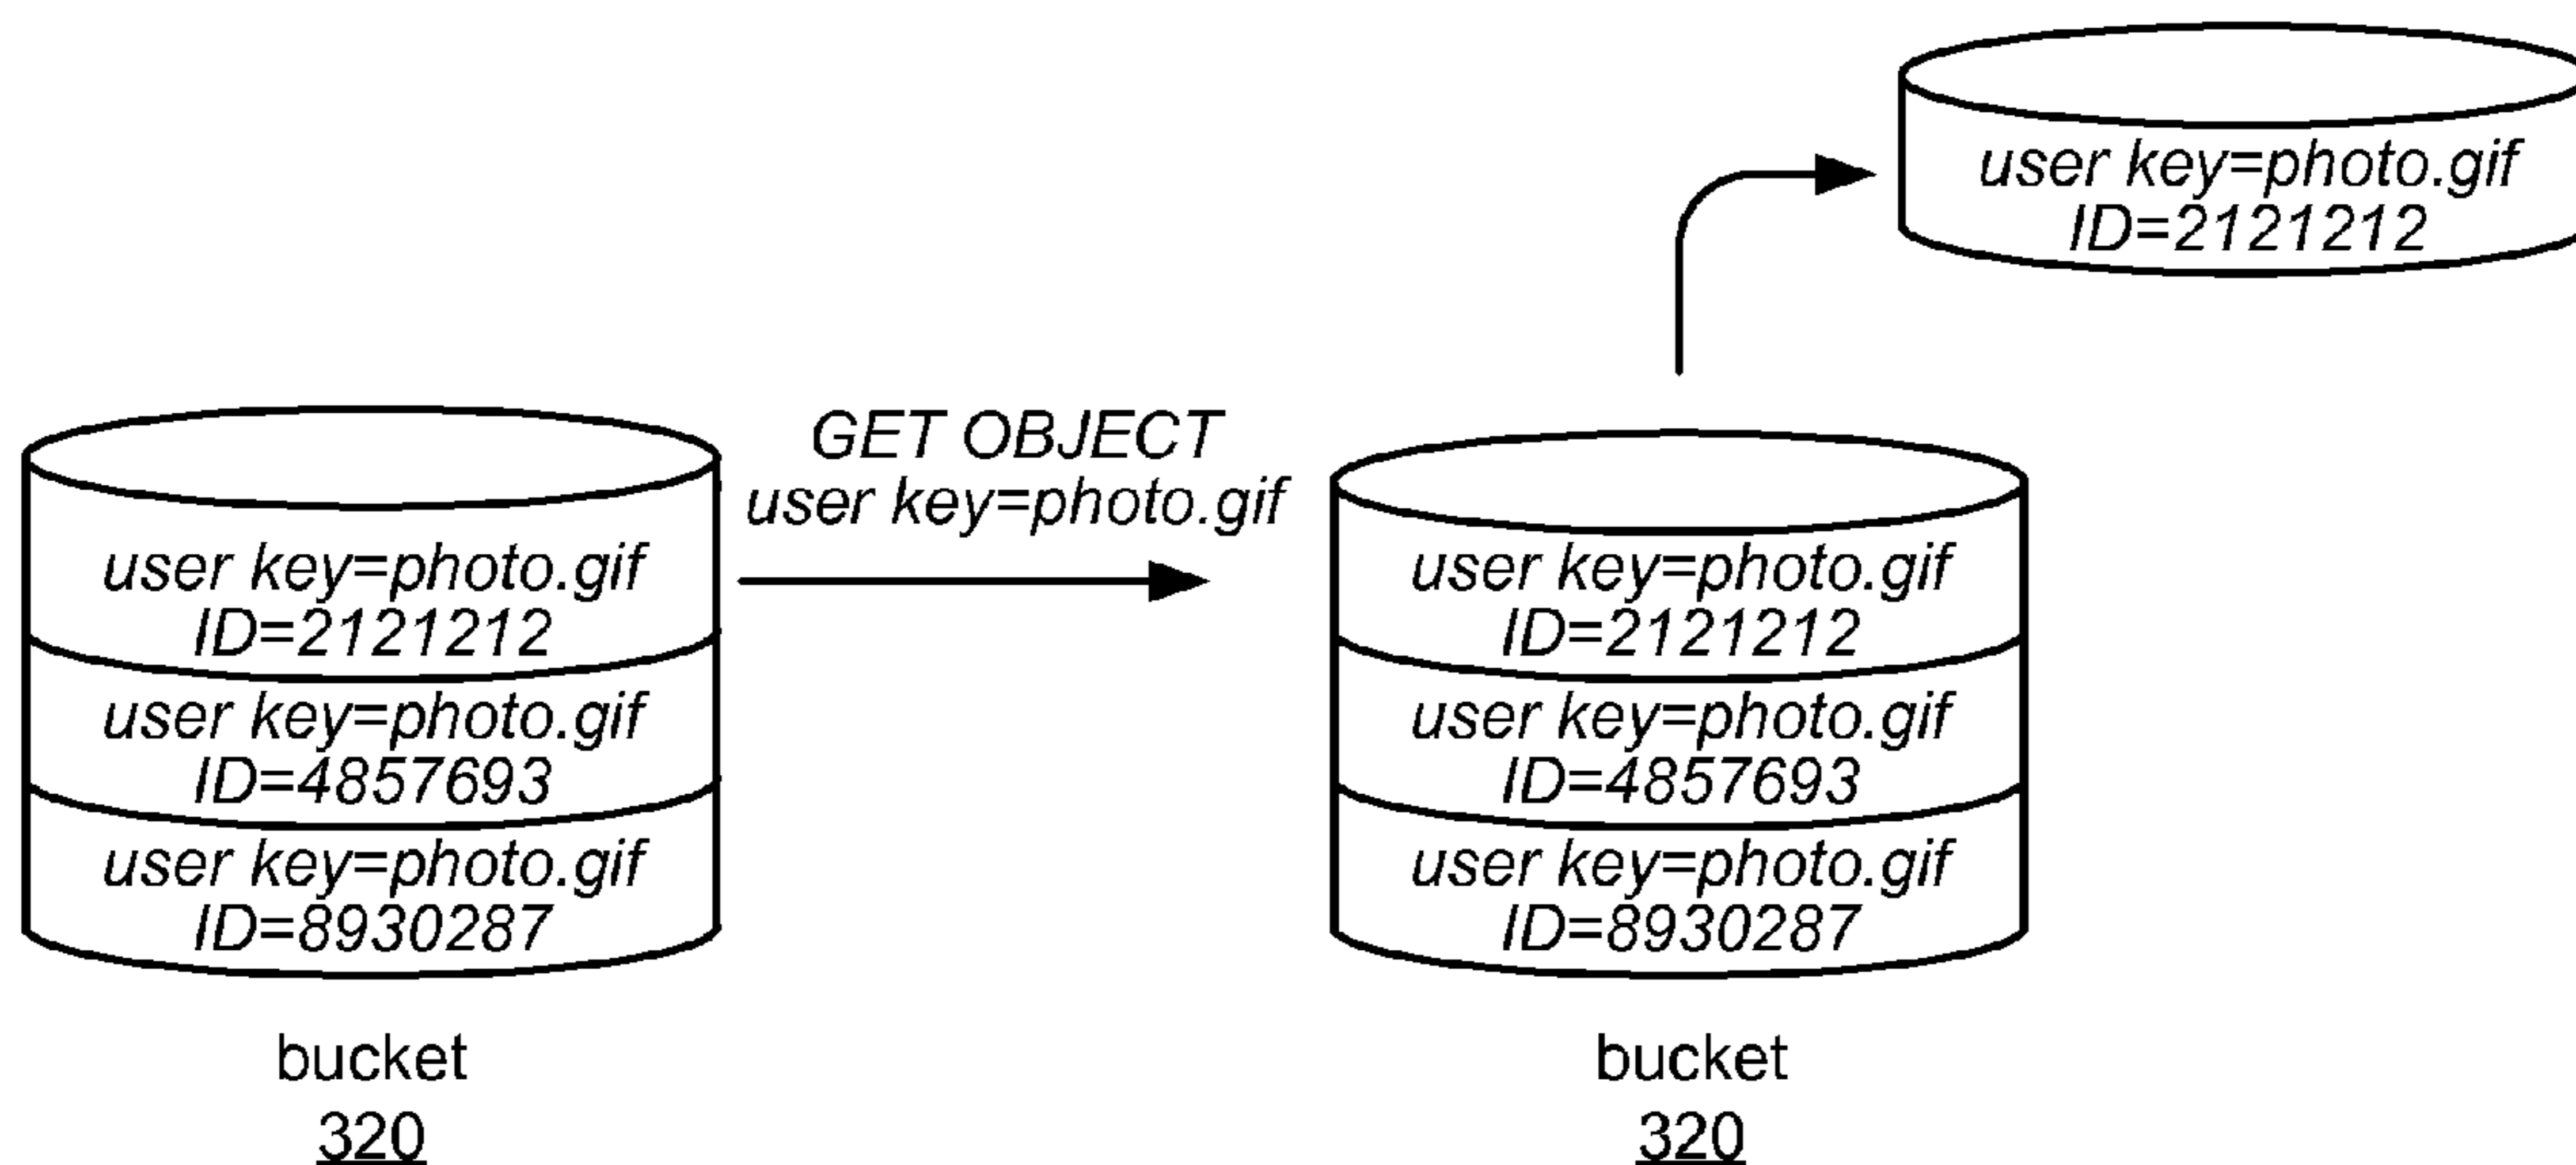 user key=photo.gif
ID=2121212
GET OBJECT
user key=photo.gif
user key=photo.gif
ID=2121212
user key=photo.gif
ID=4857693
user key=photo.gif
ID=8930287
bucket
320
user key=photo.gif
ID=2121212
user key=photo.gif
ID=4857693
user key=photo.gif
ID=8930287
bucket
320